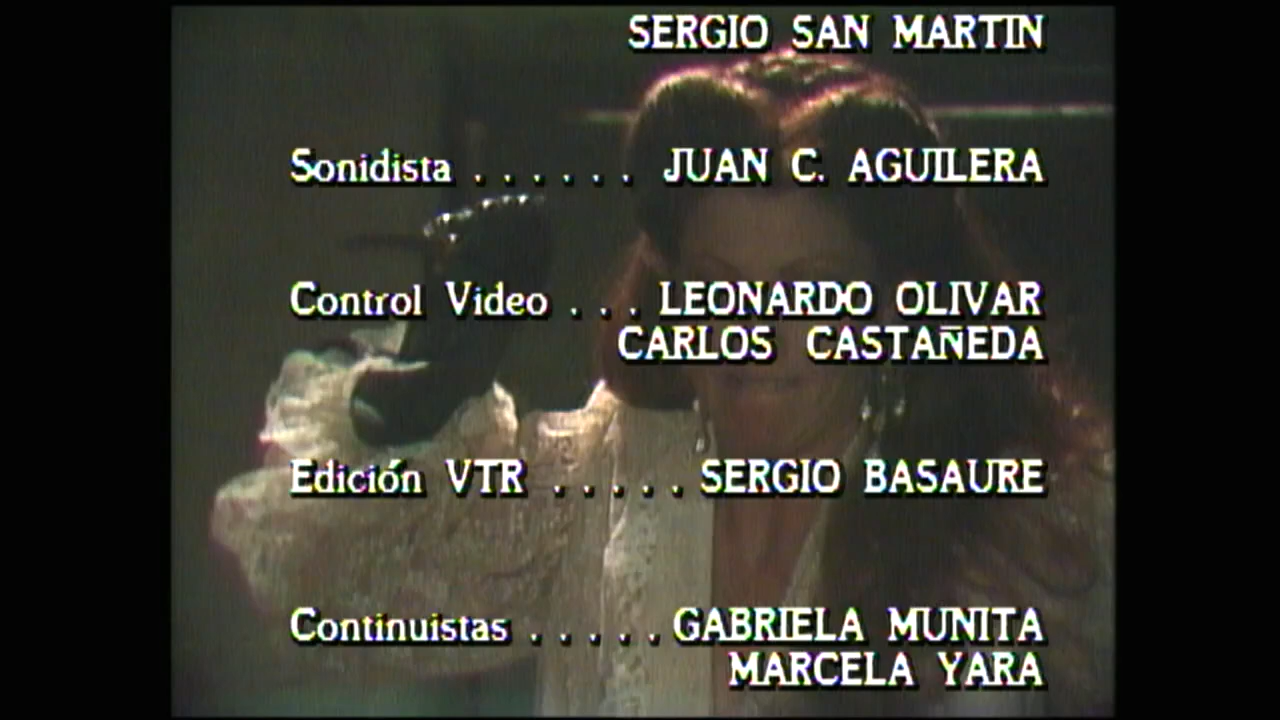 SERGIO SAN MARTIN
Sonidista . . . . . . JUAN C. AGUILERA
Control Video . . . LEONARDO OLIVAR
CARLOS CASTAÑEDA
Edición VTR . . . . . SERGIO BASAURE
Continuistas . . . . . GABRIELA MUNITA
MARCELA YARA